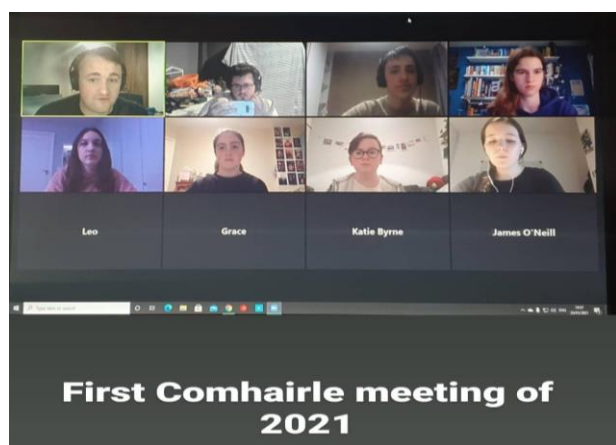 Leo
Grace
Katie Byrne
James O'Neill
Type here to search
First Comhairle meeting of
2021